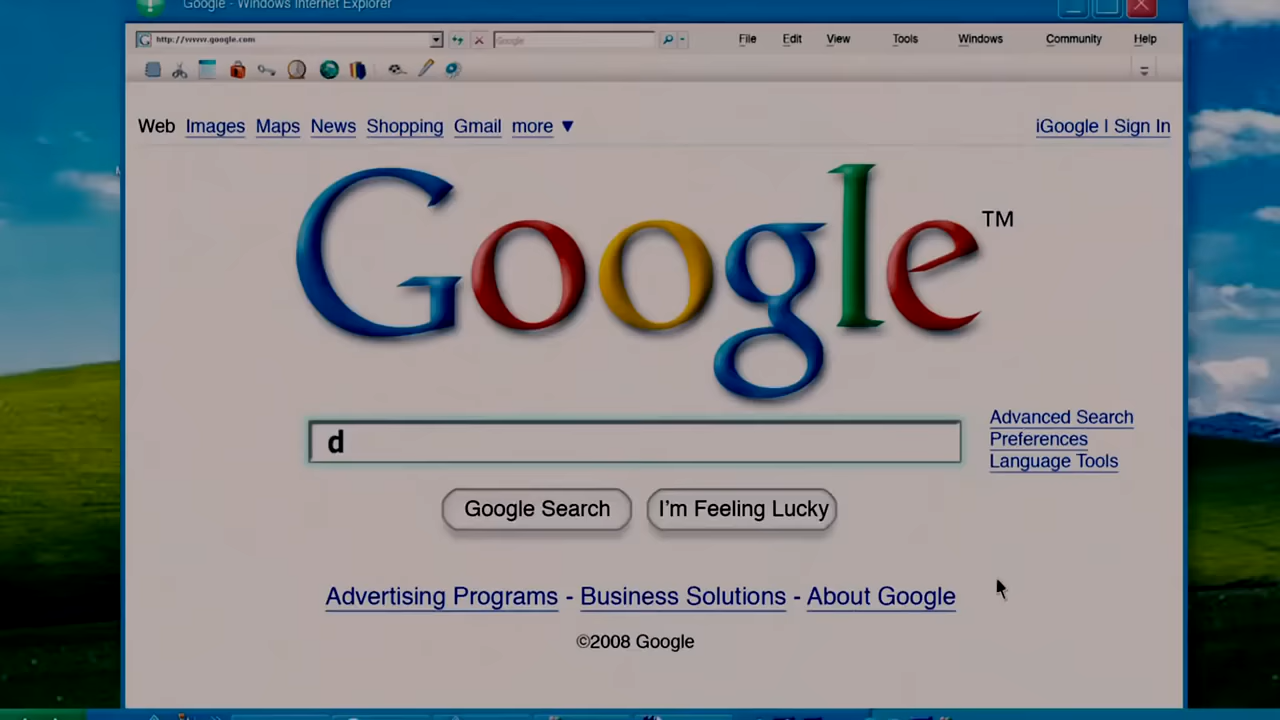 Google - Windows Internet Explorer
http://www.google.com Google File Edit View Tools Windows Community Help
Web Images Maps News Shopping Gmail more ▼ iGoogle | Sign In
Google™
d
Advanced Search
Preferences
Language Tools
Google Search I'm Feeling Lucky
Advertising Programs - Business Solutions - About Google
©2008 Google